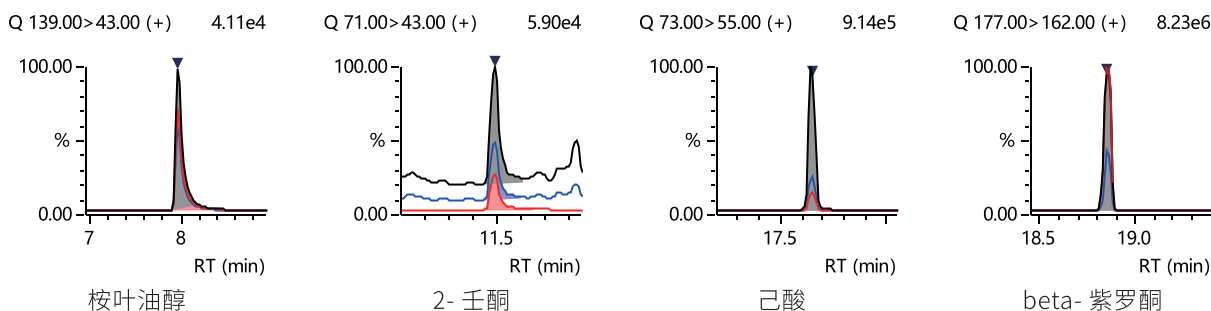 Q 139.00>43.00 (+) 4.11e4
100.00
%
0.00
7 8
RT (min)
桉叶油醇
Q 71.00>43.00 (+) 5.90e4
100.00
%
0.00
11.5
RT (min)
2- 壬酮
Q 73.00>55.00 (+) 9.14e5
100.00
%
0.00
17.5
RT (min)
己酸
Q 177.00>162.00 (+) 8.23e6
100.00
%
0.00
18.5 19.0
RT (min)
beta- 紫罗酮